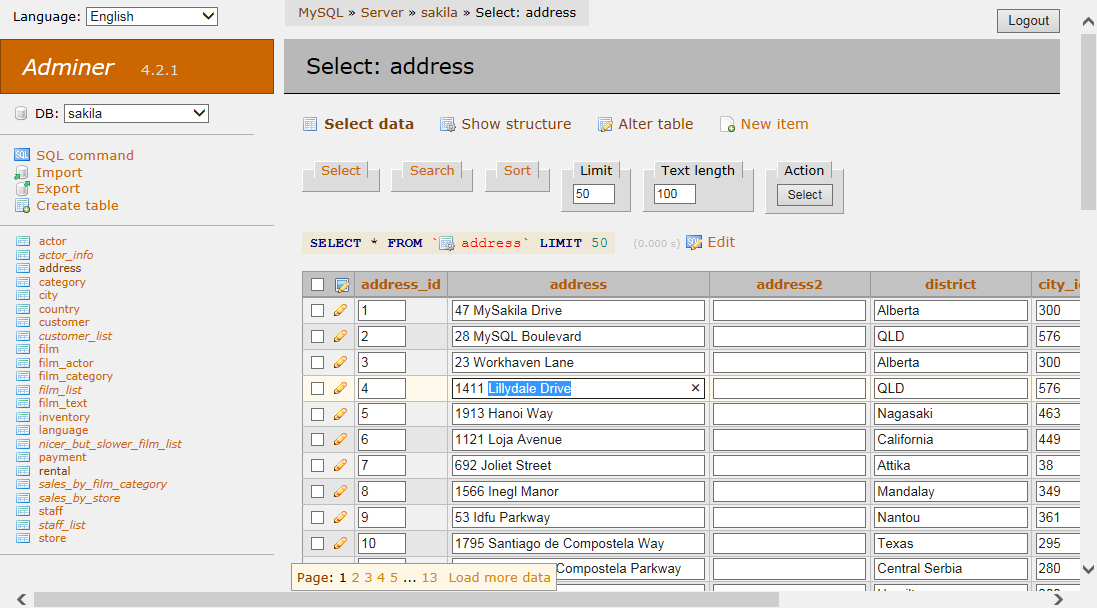 Language: English
MySQL » Server » sakila » Select: address
Logout
Adminer 4.2.1
Select: address
DB: sakila
Select data Show structure Alter table New item
SQL command
Import
Export
Create table
Select Search Sort Limit Text length Action
50 100 Select
SELECT * FROM `address` LIMIT 50 (0.000 s) Edit
actor
actor_info
address
category
city
country
customer
customer_list
film
film_actor
film_category
film_list
film_text
inventory
language
nicer_but_slower_film_list
payment
rental
sales_by_film_category
sales_by_store
staff
staff_list
store
address_id address address2 district
1 47 MySakila Drive Alberta 300
2 28 MySQL Boulevard QLD 576
3 23 Workhaven Lane Alberta 300
4 1411 Lillydale Drive × QLD 576
5 1913 Hanoi Way Nagasaki 463
6 1121 Loja Avenue California 449
7 692 Joliet Street Attika 38
8 1566 Inegl Manor Mandalay 349
9 53 Idfu Parkway Nantou 361
10 1795 Santiago de Compostela Way Texas 295
Compostela Parkway Central Serbia 280
Page: 1 2 3 4 5 ... 13 Load more data